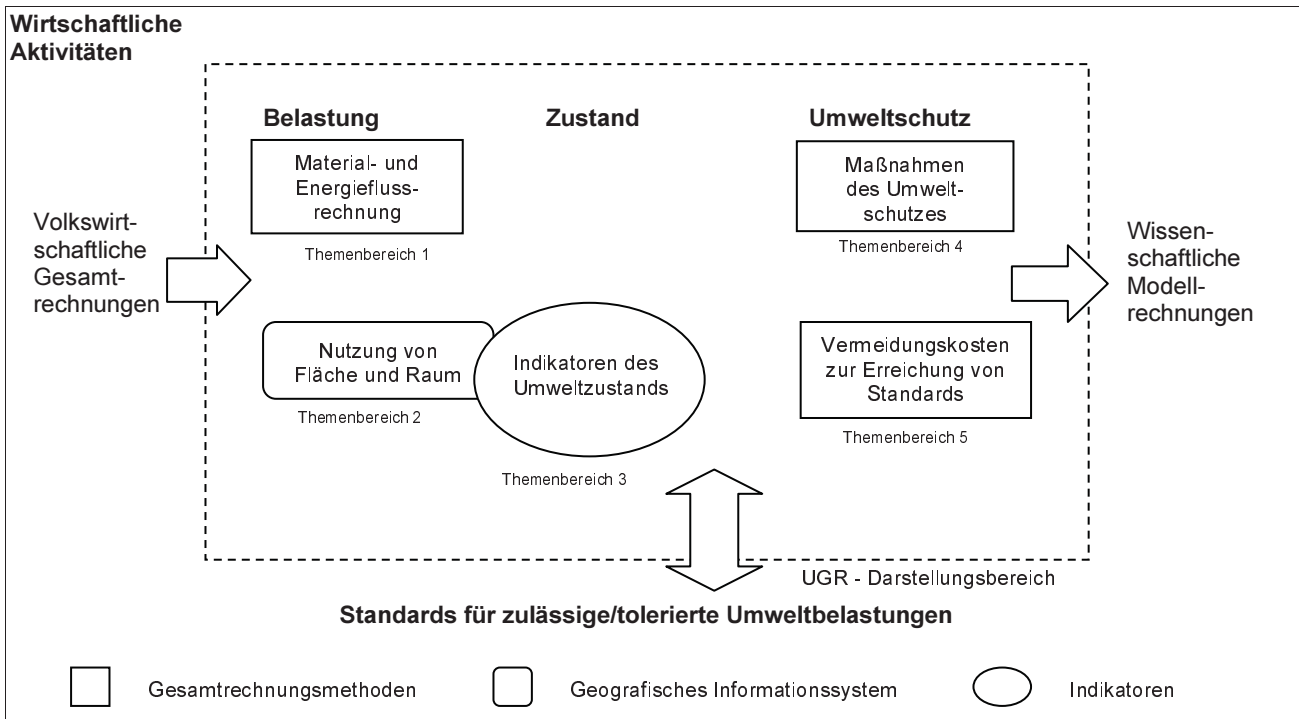 Wirtschaftliche
Aktivitäten
Belastung
Zustand
Umweltschutz
Material- und
Energiefluss-
rechnung
Themenbereich 1
Maßnahmen
des Umwelt-
schutzes
Themenbereich 4
Volkswirt-
schaftliche
Gesamt-
rechnungen
Wissen-
schaftliche
Modell-
rechnungen
Nutzung von
Fläche und Raum
Themenbereich 2
Indikatoren des
Umweltzustands
Themenbereich 3
Vermeidungskosten
zur Erreichung von
Standards
Themenbereich 5
UGR - Darstellungsbereich
Standards für zulässige/tolerierte Umweltbelastungen
Gesamtrechnungsmethoden
Geografisches Informationssystem
Indikatoren